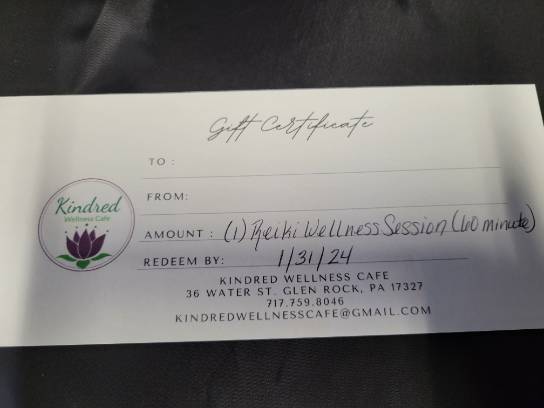 Gift Certificate
TO :
FROM:
Kindred
Wellness Cafe
AMOUNT : (1) Reiki Wellness Session (60 minute)
REDEEM BY: 1/31/24
KINDRED WELLNESS CAFE
36 WATER ST. GLEN ROCK, PA 17327
717.759.8046
KINDREDWELLNESSCAFE@GMAIL.COM